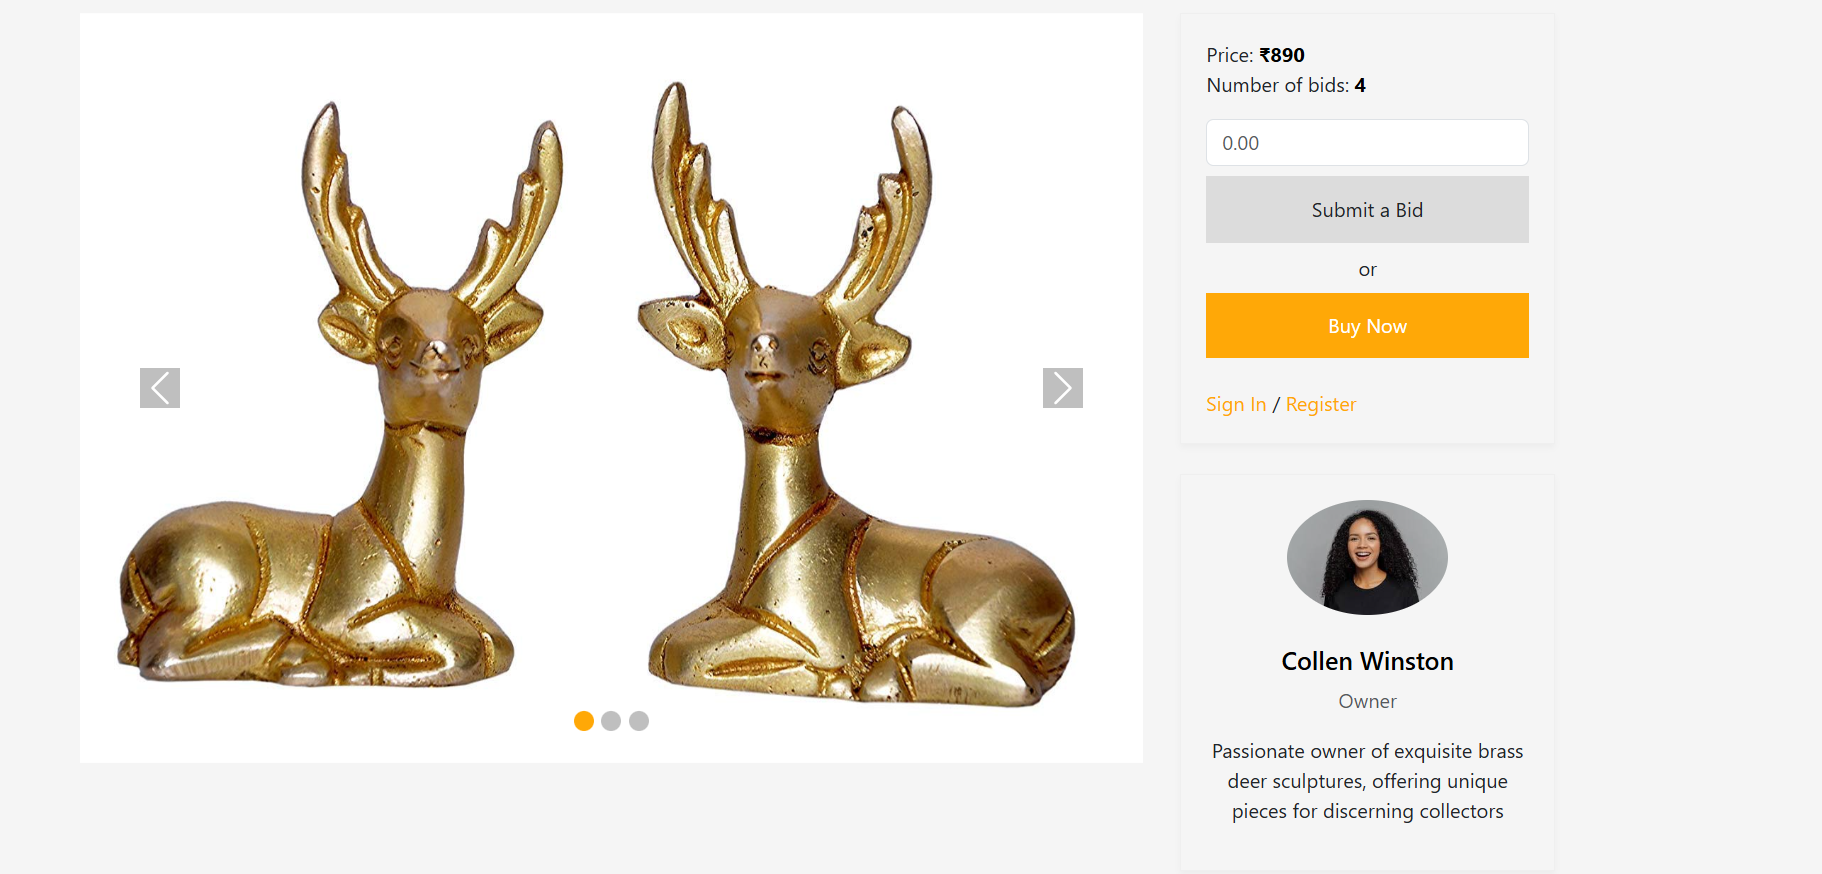 Price: ₹890
Number of bids: 4
0.00
Submit a Bid
or
Buy Now
Sign In / Register
Collen Winston
Owner
Passionate owner of exquisite brass
deer sculptures, offering unique
pieces for discerning collectors